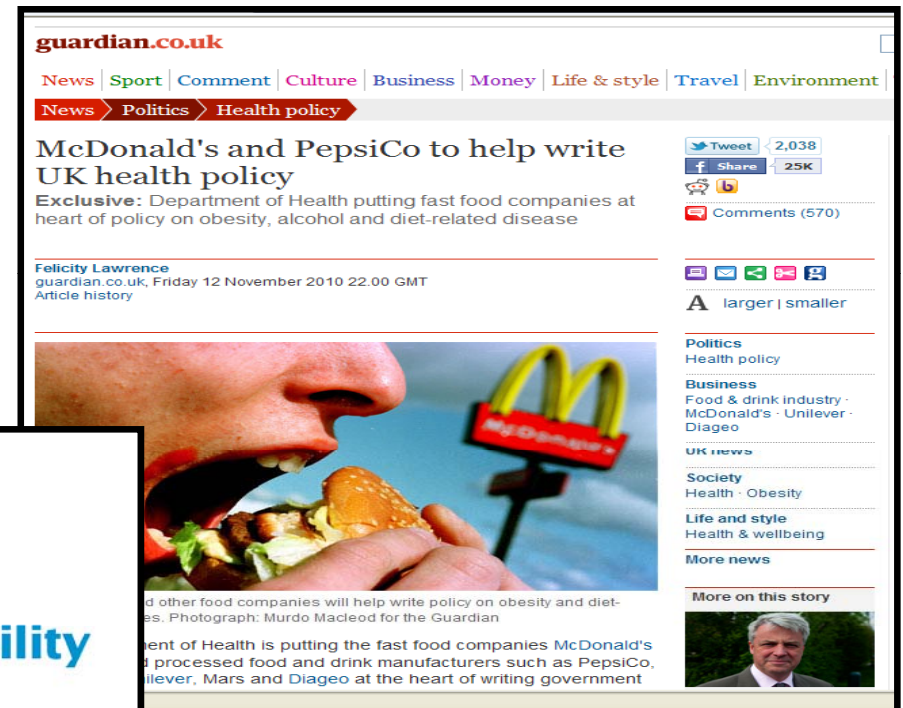 guardian.co.uk
News | Sport | Comment | Culture | Business | Money | Life & style | Travel | Environment
News Politics Health policy
McDonald's and PepsiCo to help write
UK health policy
Exclusive: Department of Health putting fast food companies at
heart of policy on obesity, alcohol and diet-related disease
Felicity Lawrence
guardian.co.uk, Friday 12 November 2010 22.00 GMT
Article history
McDonald's
d other food companies will help write policy on obesity and diet-
es. Photograph: Murdo Macleod for the Guardian
ent of Health is putting the fast food companies McDonald's
d processed food and drink manufacturers such as PepsiCo,
ilever, Mars and Diageo at the heart of writing government
Tweet 2,038
f Share 25K
b
Comments (570)
A larger | smaller
Politics
Health policy
Business
Food & drink industry ·
McDonald's · Unilever ·
Diageo
UK news
Society
Health · Obesity
Life and style
Health & wellbeing
More news
More on this story
ility